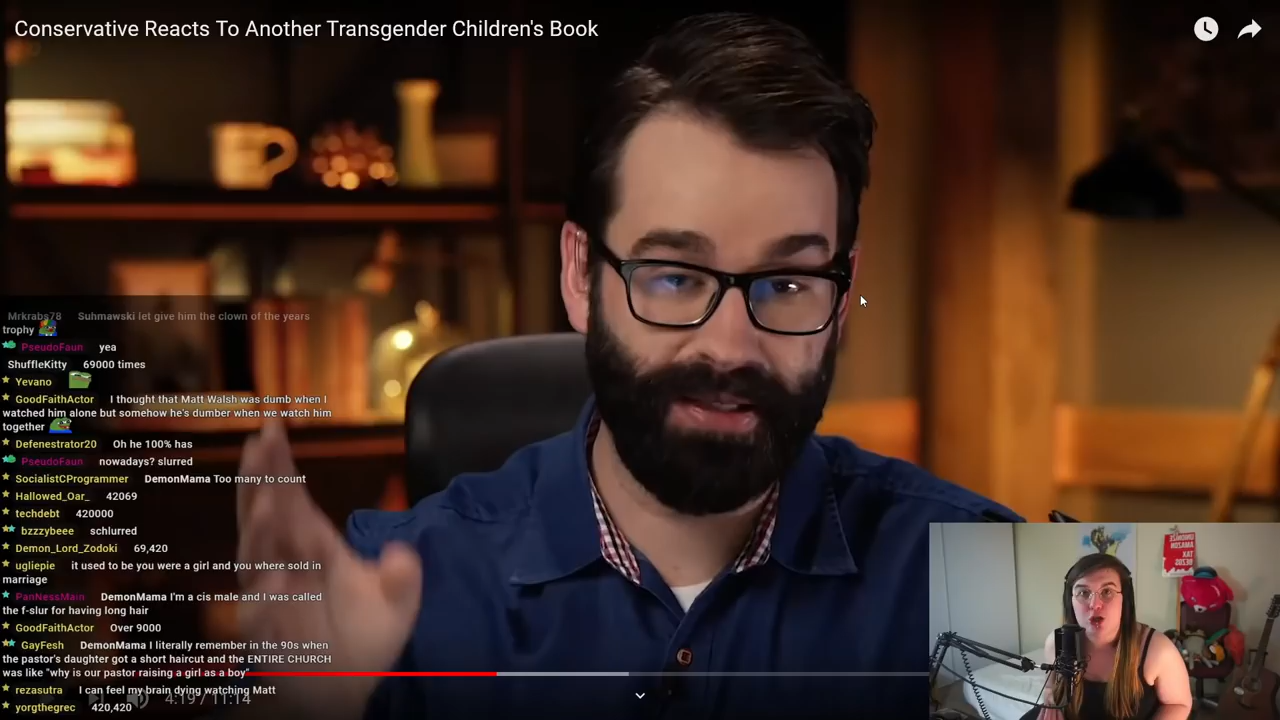 Conservative Reacts To Another Transgender Children's Book
Mrkrabs78 Suhmawski let give him the clown of the years
trophy
PseudoFaun yea
ShuffleKitty 69000 times
Yevano
GoodFaithActor I thought that Matt Walsh was dumb when I
watched him alone but somehow he's dumber when we watch him
together
Defenestrator20 Oh he 100% has
PseudoFaun nowadays? slurred
SocialistCProgrammer DemonMama Too many to count
Hallowed_Oar_ 42069
techdebt 420000
bzzzybeee schlurred
Demon_Lord_Zodoki 69,420
ugliepie it used to be you were a girl and you where sold in
marriage
PanNessMain DemonMama I'm a cis male and I was called
the f-slur for having long hair
GoodFaithActor Over 9000
GayFesh DemonMama I literally remember in the 90s when
the pastor's daughter got a short haircut and the ENTIRE CHURCH
was like "why is our pastor raising a girl as a boy"
rezasutra I can feel my brain dying watching Matt
4:19 / 11:14
yorgthegrec 420,420